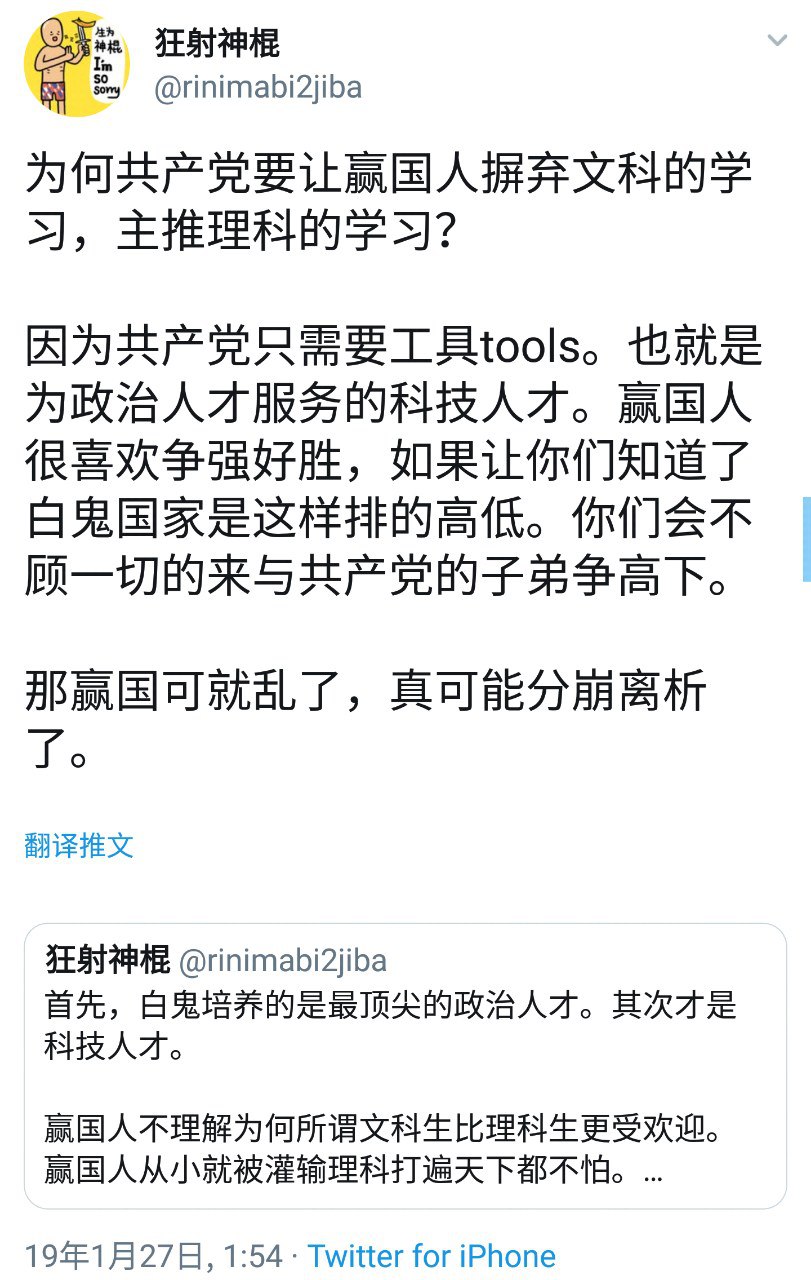 生为
神棍
I'm
so
sorry
狂射神棍
@rinimabi2jiba
为何共产党要让赢国人摒弃文科的学
习，主推理科的学习？
因为共产党只需要工具tools。也就是
为政治人才服务的科技人才。赢国人
很喜欢争强好胜，如果让你们知道了
白鬼国家是这样排的高低。你们会不
顾一切的来与共产党的子弟争高下。
那赢国可就乱了，真可能分崩离析
了。
翻译推文
狂射神棍 @rinimabi2jiba
首先，白鬼培养的是最顶尖的政治人才。其次才是
科技人才。
赢国人不理解为何所谓文科生比理科生更受欢迎。
赢国人从小就被灌输理科打遍天下都不怕。...
19年1月27日, 1:54 · Twitter for iPhone